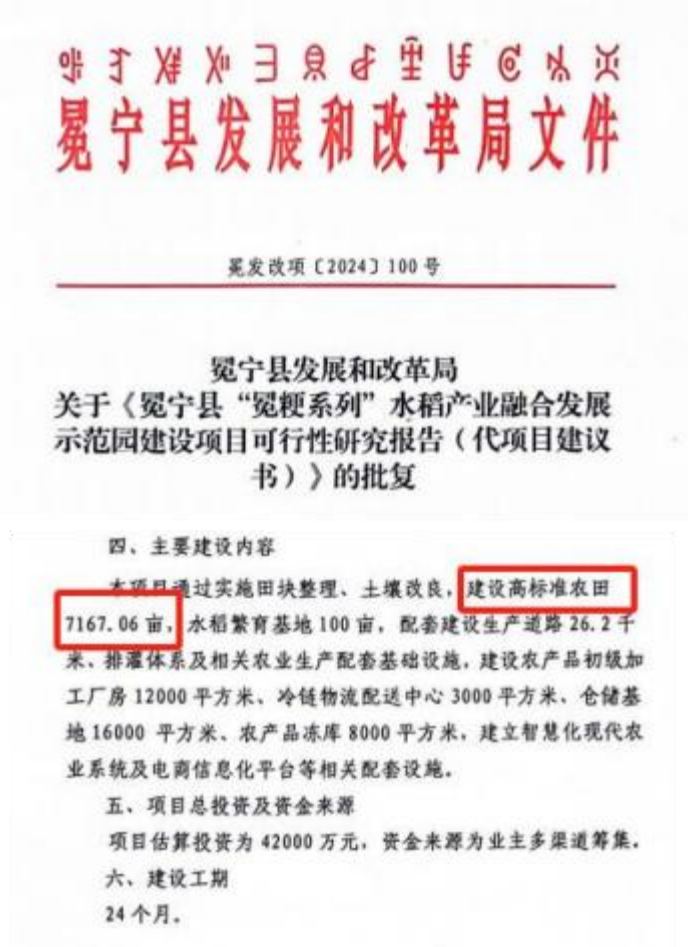 冕宁县发展和改革局文件
冕发改项〔2024〕100号
冕宁县发展和改革局
关于《冕宁县“冕粳系列”水稻产业融合发展
示范园建设项目可行性研究报告（代项目建议
书）》的批复
四、主要建设内容
本项目通过实施田块整理、土壤改良，建设高标准农田
7167.06亩，水稻繁育基地100亩，配套建设生产道路26.2千
米、排灌体系及相关农业生产配套基础设施，建设农产品初级加
工厂房12000平方米、冷链物流配送中心3000平方米、仓储基
地16000 平方米、农产品冻库8000平方米，建立智慧化现代农
业系统及电商信息化平台等相关配套设施。
五、项目总投资及资金来源
项目估算投资为42000万元，资金来源为业主多渠道筹集。
六、建设工期
24个月。